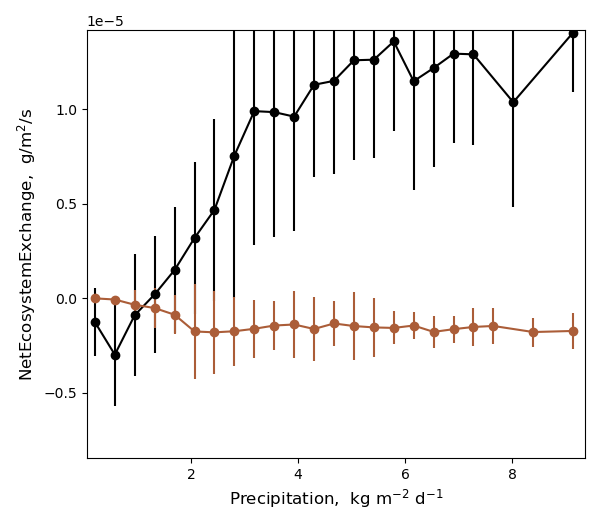 1e−5
1.0
0.5
0.0
−0.5
NetEcosystemExchange, g/m²/s
2 4 6 8
Precipitation, kg m⁻² d⁻¹